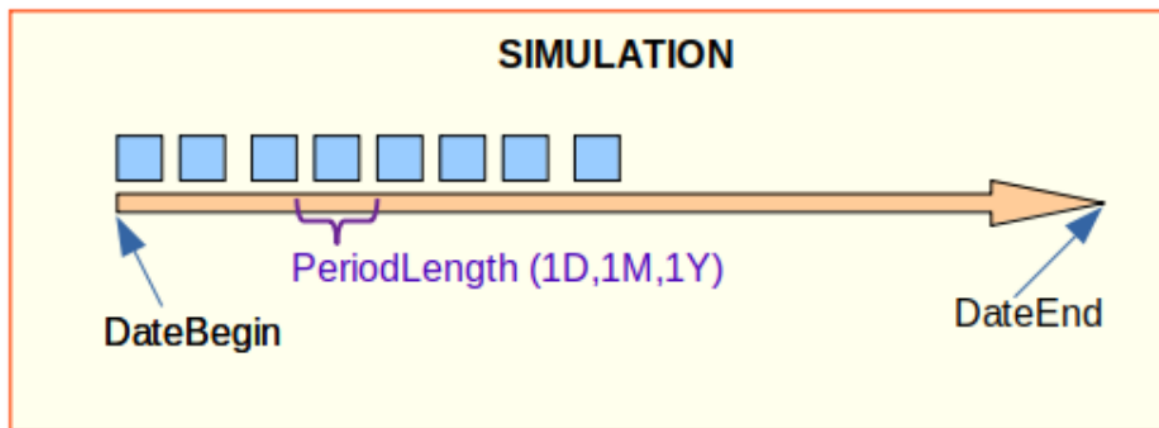 SIMULATION
PeriodLength (1D,1M,1Y)
DateBegin
DateEnd